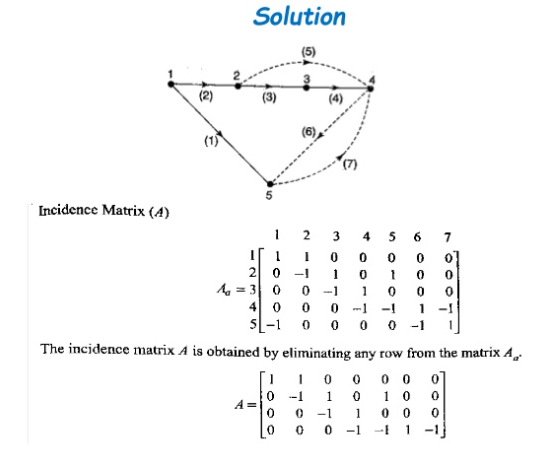 Solution
(5)
1 2 3 4
(2) (3) (4)
(6)
(1)
(7)
5
Incidence Matrix (A)
1 2 3 4 5 6 7
1 1 1 0 0 0 0 0
2 0 -1 1 0 1 0 0
Aₐ = 3 0 0 -1 1 0 0 0
4 0 0 0 -1 -1 1 -1
5 -1 0 0 0 0 -1 1
The incidence matrix A is obtained by eliminating any row from the matrix Aₐ.
1 1 0 0 0 0 0
0 -1 1 0 1 0 0
A =
0 0 -1 1 0 0 0
0 0 0 -1 -1 1 -1